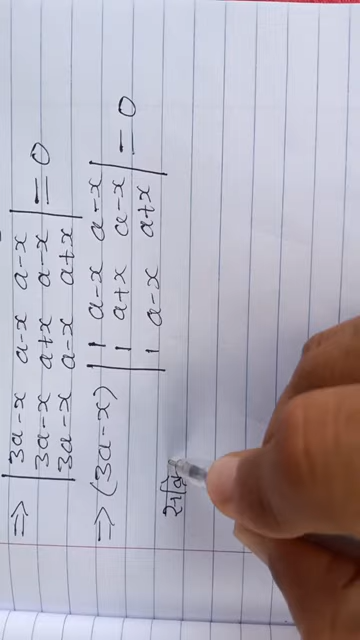 ⇒ | 3a-x a-x a-x |
| 3a-x a+x a-x | = 0
| 3a-x a-x a+x |
⇒ (3a-x) | 1 a-x a-x |
| 1 a+x a-x | = 0
| 1 a-x a+x |